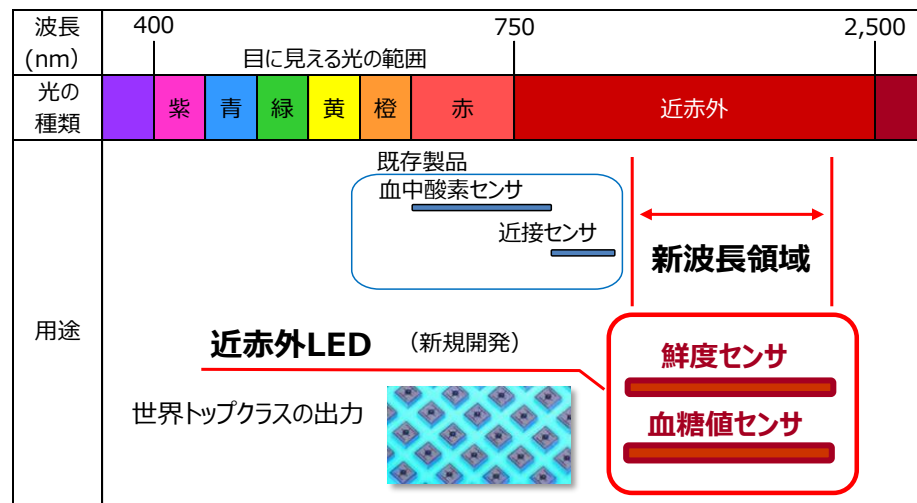 波長
(nm)
400
750
2,500
目に見える光の範囲
光の
種類
紫
青
緑
黄
橙
赤
近赤外
用途
既存製品
血中酸素センサ
近接センサ
新波長領域
近赤外LED
(新規開発)
世界トップクラスの出力
鮮度センサ
血糖値センサ